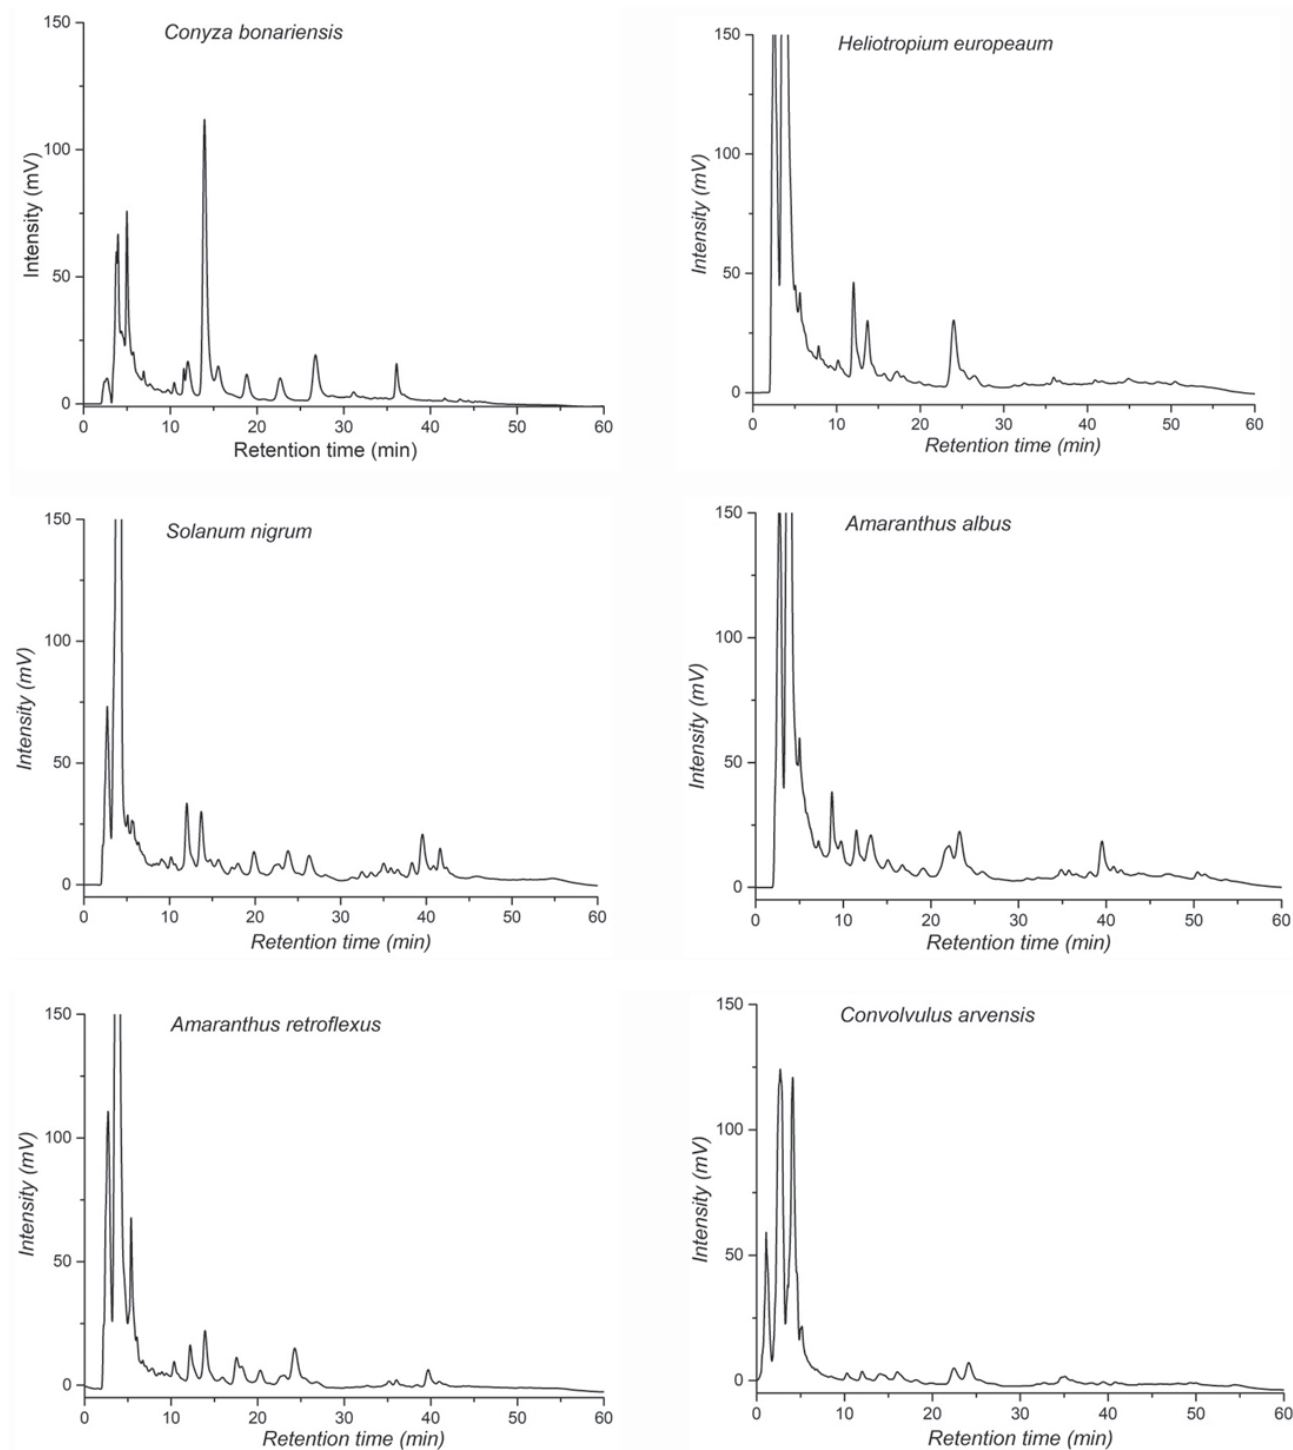 Conyza bonariensis
150
100
50
0
Intensity (mV)
0 10 20 30 40 50 60
Retention time (min)
Heliotropium europeaum
150
100
50
0
Intensity (mV)
0 10 20 30 40 50 60
Retention time (min)
Solanum nigrum
150
100
50
0
Intensity (mV)
0 10 20 30 40 50 60
Retention time (min)
Amaranthus albus
150
100
50
0
Intensity (mV)
0 10 20 30 40 50 60
Retention time (min)
Amaranthus retroflexus
150
100
50
0
Intensity (mV)
0 10 20 30 40 50 60
Retention time (min)
Convolvulus arvensis
150
100
50
0
Intensity (mV)
0 10 20 30 40 50 60
Retention time (min)